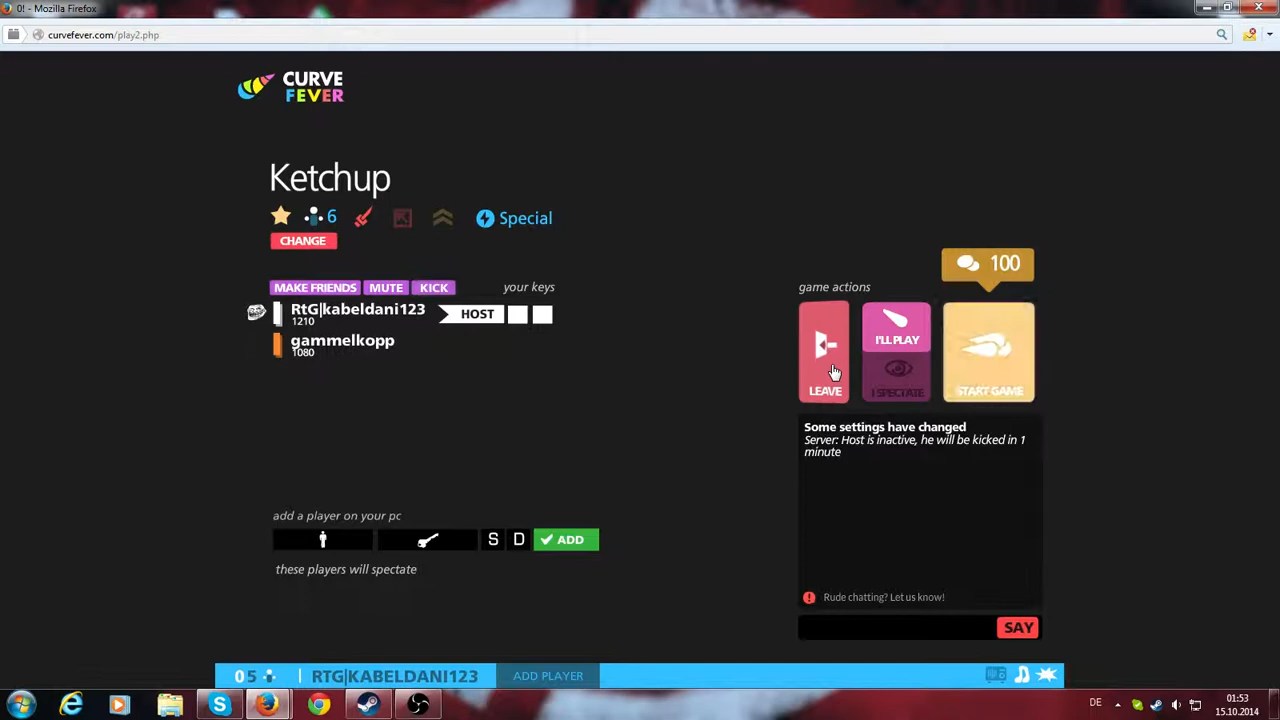 0! - Mozilla Firefox
curvefever.com/play2.php
CURVE
FEVER
Ketchup
6
Special
CHANGE
MAKE FRIENDS
MUTE
KICK
your keys
RtG|kabeldani123
HOST
1210
gammelkopp
1080
game actions
100
LEAVE
I'LL PLAY
I SPECTATE
START GAME
Some settings have changed
Server: Host is inactive, he will be kicked in 1
minute
add a player on your pc
S
D
ADD
these players will spectate
Rude chatting? Let us know!
SAY
0 5
RTG|KABELDANI123
ADD PLAYER
DE
01:53
15.10.2014